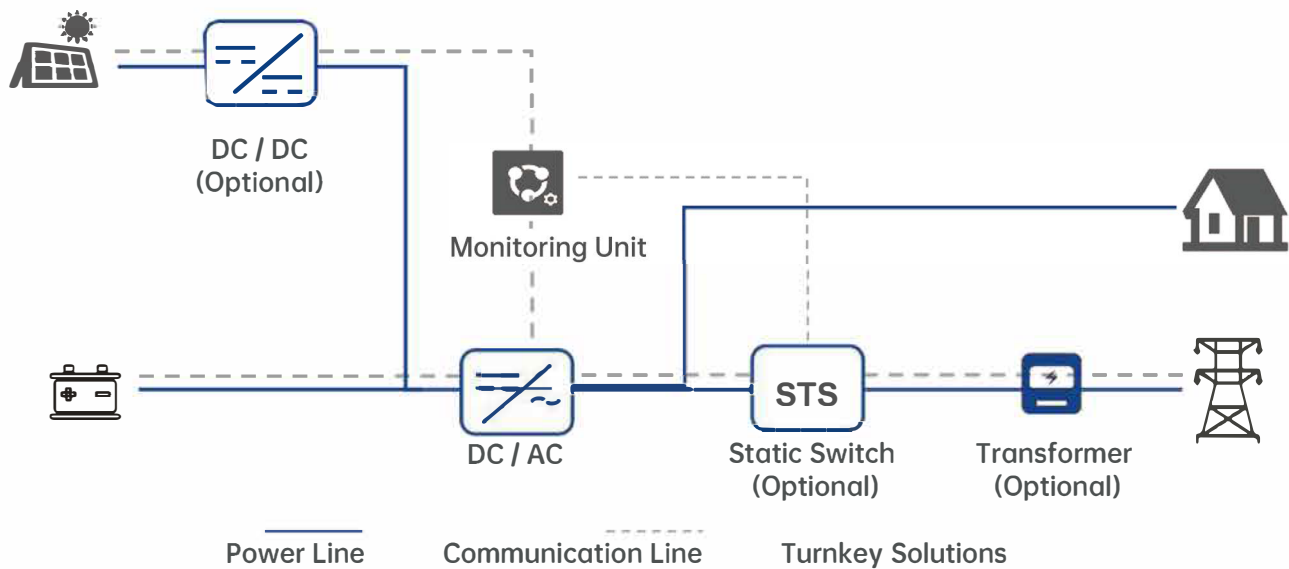 DC / DC
(Optional)
Monitoring Unit
STS
DC / AC
Static Switch
(Optional)
Transformer
(Optional)
Power Line
Communication Line
Turnkey Solutions